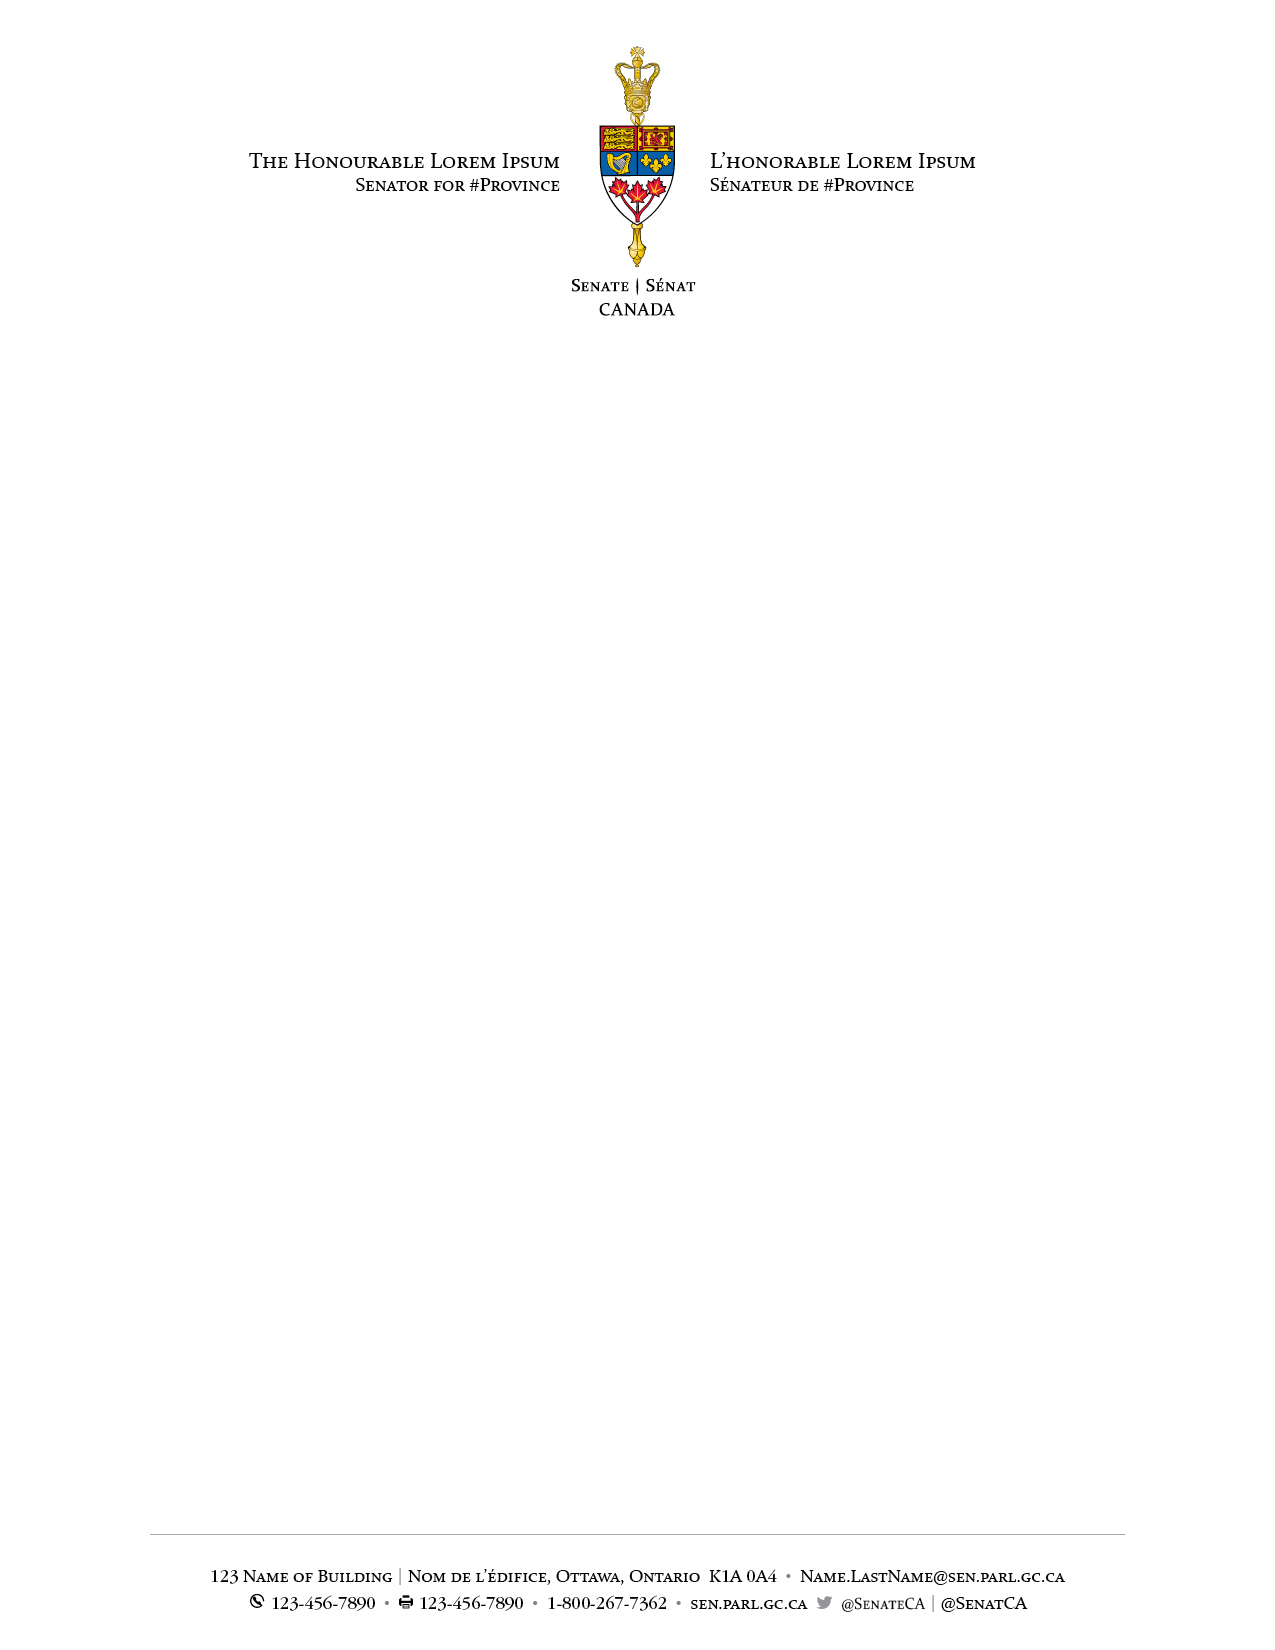 The Honourable Lorem Ipsum
Senator for #Province
L’honorable Lorem Ipsum
Sénateur de #Province
Senate | Sénat
CANADA
123 Name of Building | Nom de l’édifice, Ottawa, Ontario K1A 0A4 • Name.LastName@sen.parl.gc.ca
123-456-7890 • 123-456-7890 • 1-800-267-7362 • sen.parl.gc.ca @SenateCA | @SenatCA